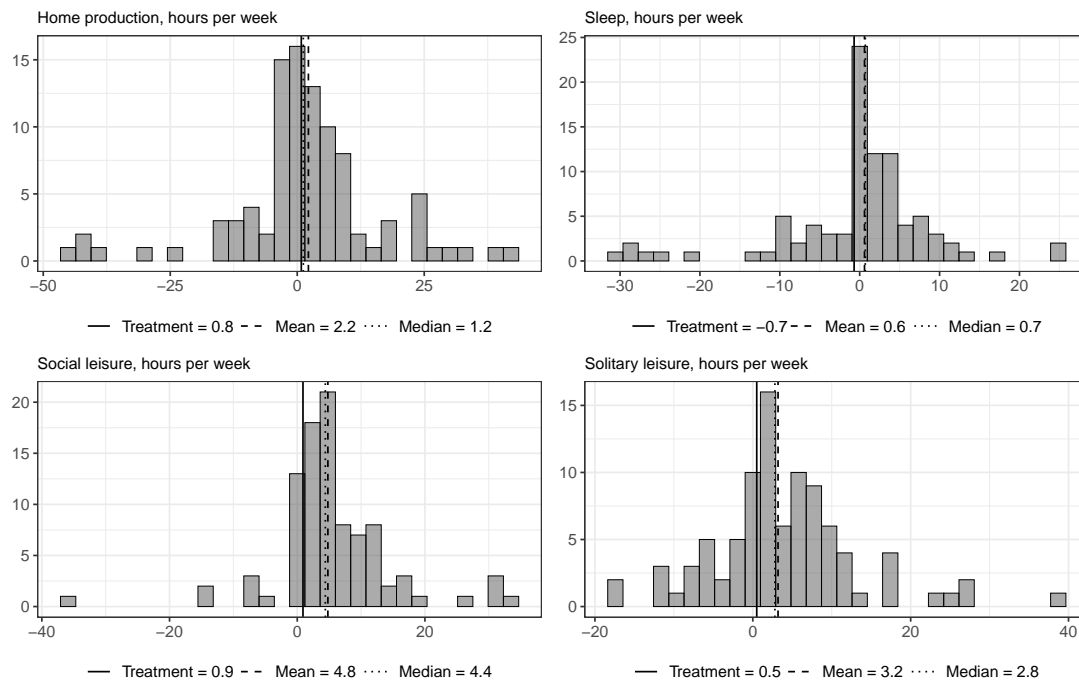 Home production, hours per week
15
10
5
0
−50
−25
0
25
Treatment = 0.8
Mean = 2.2
Median = 1.2
Sleep, hours per week
25
20
15
10
5
0
−30
−20
−10
0
10
20
Treatment = −0.7
Mean = 0.6
Median = 0.7
Social leisure, hours per week
20
15
10
5
0
−40
−20
0
20
Treatment = 0.9
Mean = 4.8
Median = 4.4
Solitary leisure, hours per week
15
10
5
0
−20
0
20
40
Treatment = 0.5
Mean = 3.2
Median = 2.8